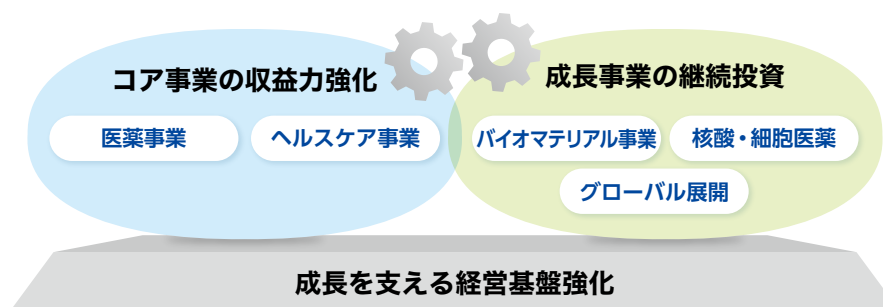 コア事業の収益力強化
医薬事業
ヘルスケア事業
成長事業の継続投資
バイオマテリアル事業
核酸・細胞医薬
グローバル展開
成長を支える経営基盤強化